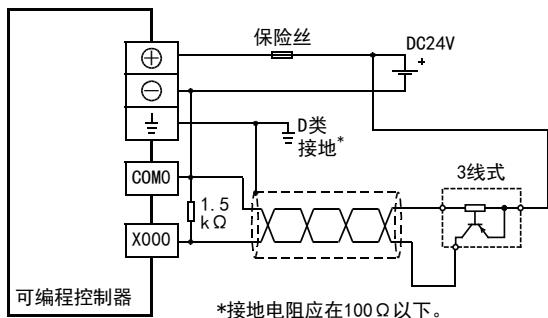 保险丝
DC24V
+
⊕
⊖
D类
接地*
3线式
COM0
1.5
kΩ
X000
可编程控制器
*接地电阻应在100Ω以下。